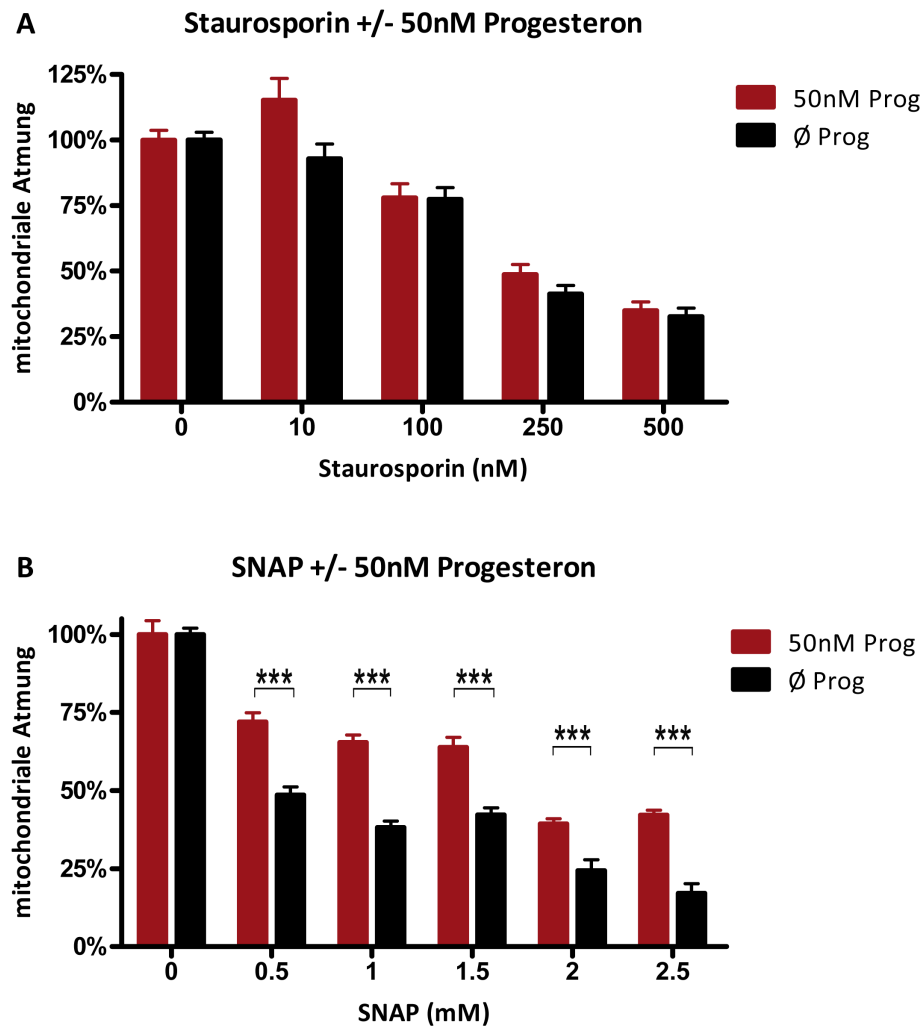 A
Staurosporin +/- 50nM Progesteron
mitochondriale Atmung
125%
100%
75%
50%
25%
0%
0 10 100 250 500
Staurosporin (nM)
50nM Prog
Ø Prog
B
SNAP +/- 50nM Progesteron
mitochondriale Atmung
100%
75%
50%
25%
0%
*** *** *** *** ***
0 0.5 1 1.5 2 2.5
SNAP (mM)
50nM Prog
Ø Prog